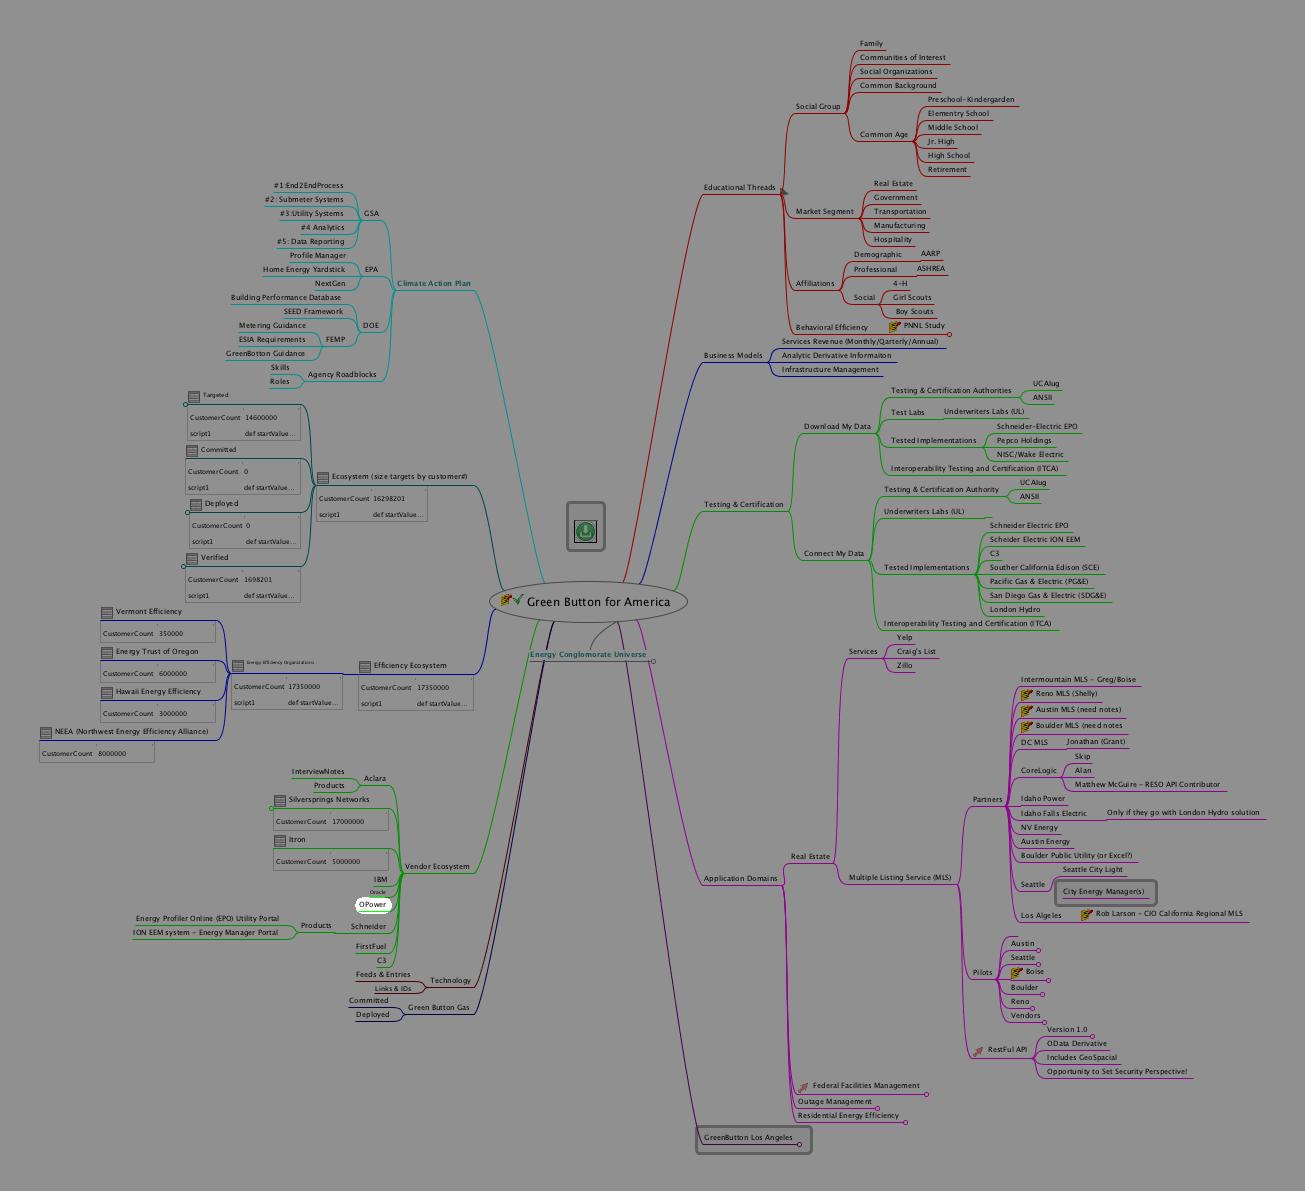 Green Button for America
Energy Conglomorate Universe
Educational Threads
Social Group
Family
Communities of Interest
Social Organizations
Common Background
Common Age
Preschool-Kindergarden
Elementry School
Middle School
Jr. High
High School
Retirement
Market Segment
Real Estate
Government
Transportation
Manufacturing
Hospitality
Affiliations
Demographic
AARP
Professional
ASHREA
Social
4-H
Girl Scouts
Boy Scouts
Behavioral Efficiency
PNNL Study
Business Models
Services Revenue (Monthly/Qarterly/Annual)
Analytic Derivative Informaiton
Infrastructure Management
Testing & Certification
Download My Data
Testing & Certification Authorities
UCAIug
ANSII
Test Labs
Underwriters Labs (UL)
Tested Implementations
Schneider-Electric EPO
Pepco Holdings
NISC/Wake Electric
Interoperability Testing and Certification (ITCA)
Connect My Data
Testing & Certification Authority
UCAIug
ANSII
Underwriters Labs (UL)
Tested Implementations
Schneider Electric EPO
Scheider Electric ION EEM
C3
Souther California Edison (SCE)
Pacific Gas & Electric (PG&E)
San Diego Gas & Electric (SDG&E)
London Hydro
Interoperability Testing and Certification (ITCA)
Application Domains
Real Estate
Services
Yelp
Craig's List
Zillo
Multiple Listing Service (MLS)
Partners
Intermountain MLS - Greg/Boise
Reno MLS (Shelly)
Austin MLS (need notes)
Boulder MLS (need notes
DC MLS
Jonathan (Grant)
CoreLogic
Skip
Alan
Matthew McGuire - RESO API Contributor
Idaho Power
Idaho Falls Electric
Only if they go with London Hydro solution
NV Energy
Austin Energy
Boulder Public Utility (or Excel?)
Seattle
Seattle City Light
City Energy Manager(s)
Los Algeles
Rob Larson - CIO California Regional MLS
Pilots
Austin
Seattle
Boise
Boulder
Reno
Vendors
RestFul API
Version 1.0
OData Derivative
Includes GeoSpacial
Opportunity to Set Security Perspective!
Federal Facilities Management
Outage Management
Residential Energy Efficiency
GreenButton Los Angeles
Climate Action Plan
GSA
#1:End2EndProcess
#2: Submeter Systems
#3:Utility Systems
#4 Analytics
#5: Data Reporting
EPA
Profile Manager
Home Energy Yardstick
NextGen
DOE
Building Performance Database
SEED Framework
FEMP
Metering Guidance
ESIA Requirements
GreenBotton Guidance
Agency Roadblocks
Skills
Roles
Ecosystem (size targets by customer#)
CustomerCount 16298201
script1 def startValue...
Targeted
CustomerCount 14600000
script1 def startValue...
Committed
CustomerCount 0
script1 def startValue...
Deployed
CustomerCount 0
script1 def startValue...
Verified
CustomerCount 1698201
script1 def startValue...
Efficiency Ecosystem
CustomerCount 17350000
script1 def startValue...
Energy Efficiency Organizations
CustomerCount 17350000
script1 def startValue...
Vermont Efficiency
CustomerCount 350000
Energy Trust of Oregon
CustomerCount 6000000
Hawaii Energy Efficiency
CustomerCount 3000000
NEEA (Northwest Energy Efficiency Alliance)
CustomerCount 8000000
Vendor Ecosystem
Aclara
InterviewNotes
Products
Silversprings Networks
CustomerCount 17000000
Itron
CustomerCount 5000000
IBM
Oracle
OPower
Schneider
Products
Energy Profiler Online (EPO) Utility Portal
ION EEM system - Energy Manager Portal
FirstFuel
C3
Technology
Feeds & Entries
Links & IDs
Green Button Gas
Committed
Deployed